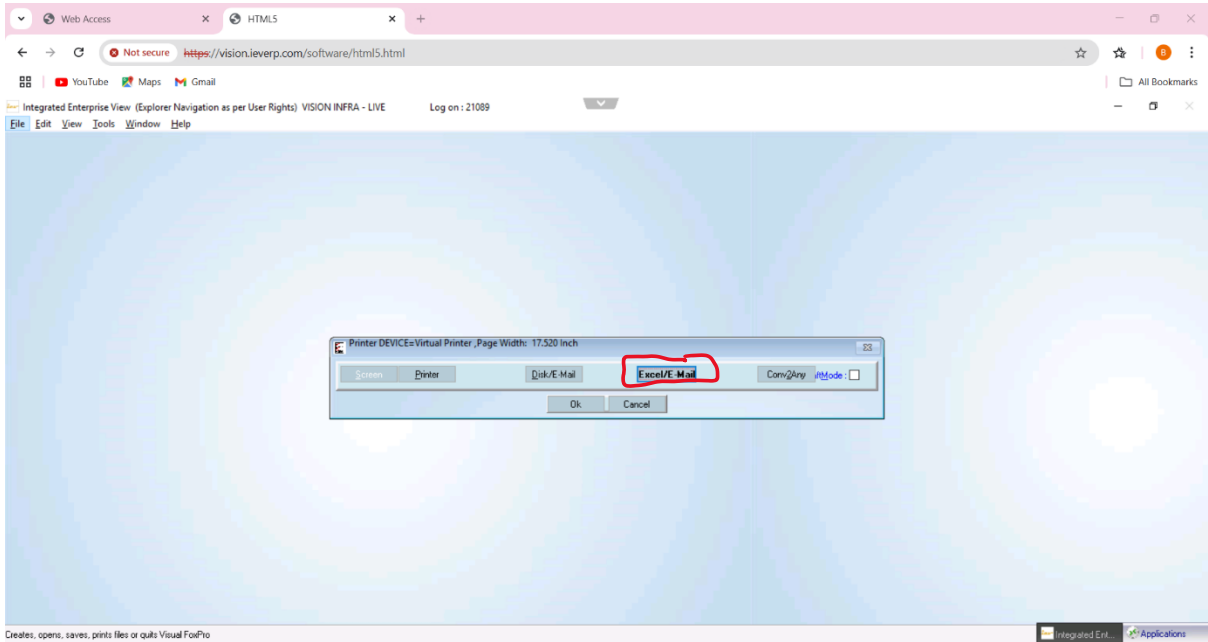 Web Access
HTML5
Not secure https://vision.ieverp.com/software/html5.html
B
YouTube Maps Gmail
All Bookmarks
Integrated Enterprise View (Explorer Navigation as per User Rights) VISION INFRA - LIVE Log on : 21089
File Edit View Tools Window Help
Printer DEVICE=Virtual Printer ,Page Width: 17.520 Inch
Screen Printer Disk/E-Mail Excel/E-Mail Conv2Any ftMode :
Ok Cancel
Creates, opens, saves, prints files or quits Visual FoxPro
Integrated Ent... Applications